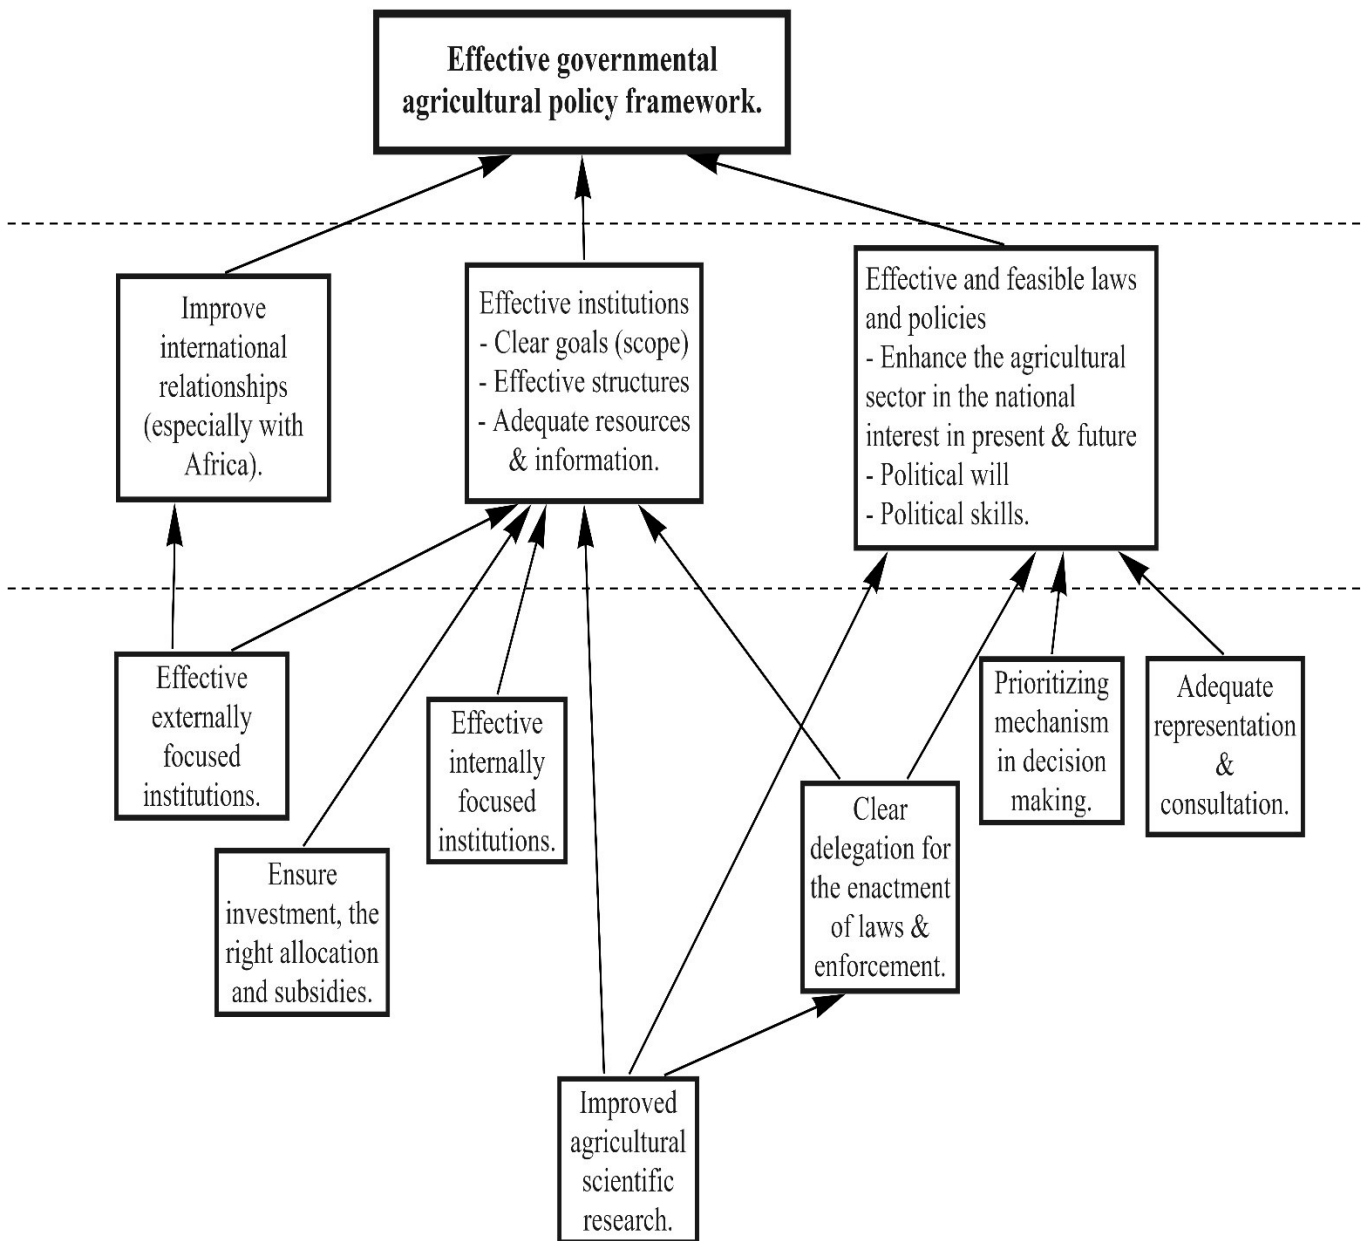 Effective governmental
agricultural policy framework.
Improve
international
relationships
(especially with
Africa).
Effective institutions
- Clear goals (scope)
- Effective structures
- Adequate resources
& information.
Effective and feasible laws
and policies
- Enhance the agricultural
sector in the national
interest in present & future
- Political will
- Political skills.
Effective
externally
focused
institutions.
Ensure
investment, the
right allocation
and subsidies.
Effective
internally
focused
institutions.
Clear
delegation for
the enactment
of laws &
enforcement.
Prioritizing
mechanism
in decision
making.
Adequate
representation
&
consultation.
Improved
agricultural
scientific
research.